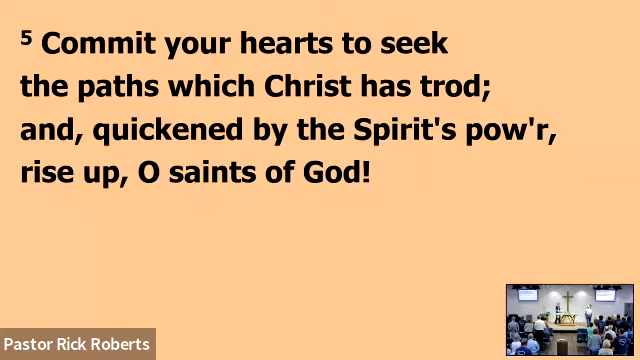 5 Commit your hearts to seek
the paths which Christ has trod;
and, quickened by the Spirit's pow'r,
rise up, O saints of God!
Pastor Rick Roberts